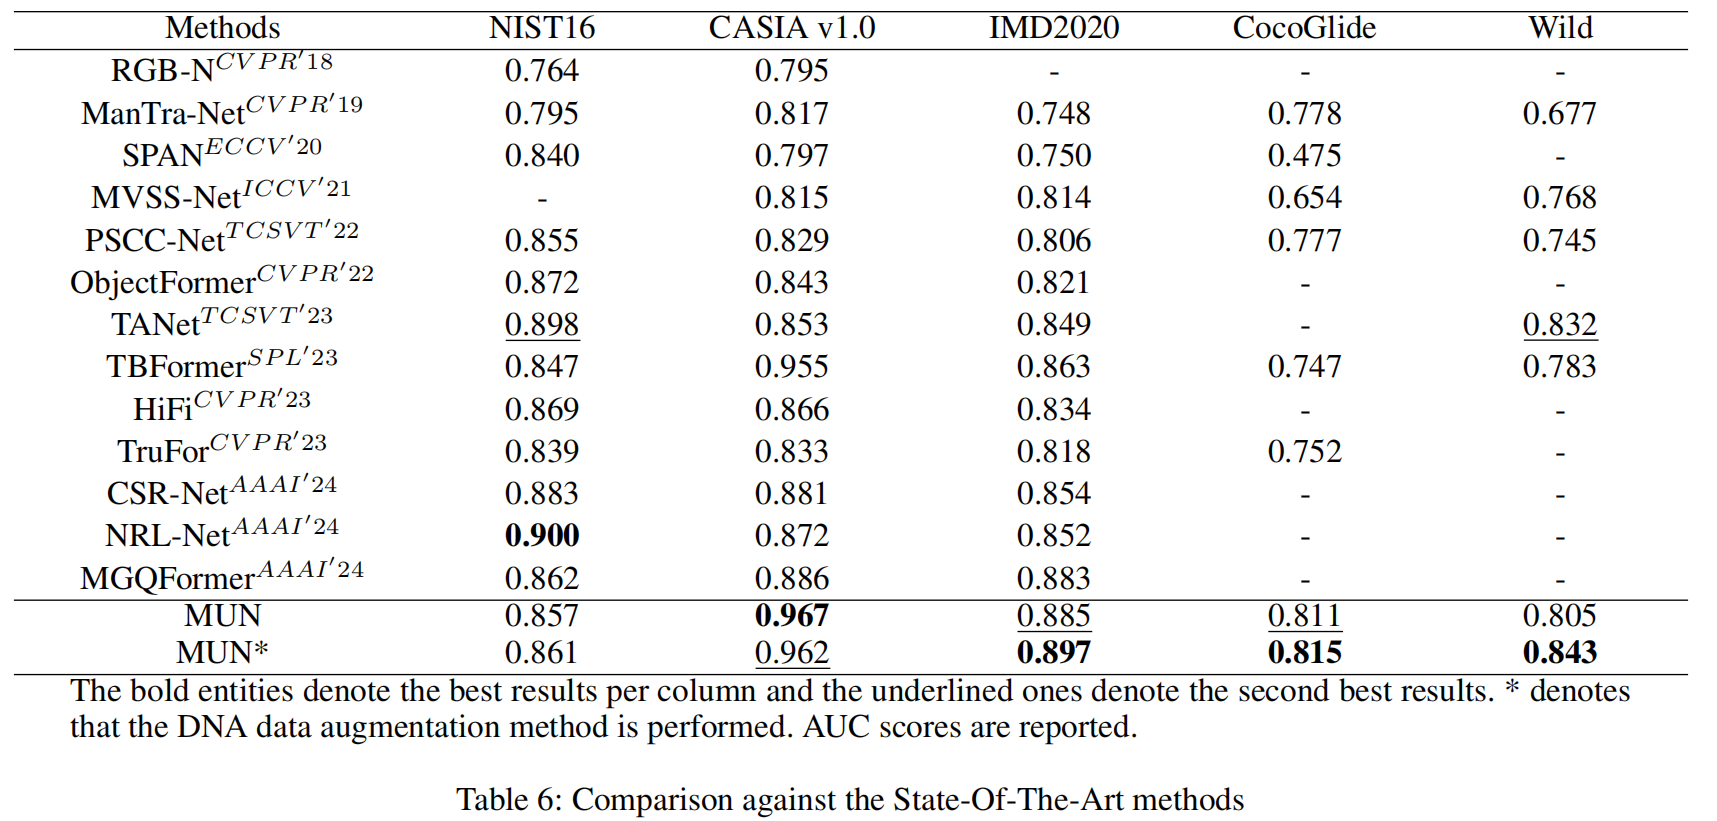 Methods NIST16 CASIA v1.0 IMD2020 CocoGlide Wild
RGB-N^{CVPR'18} 0.764 0.795 - - -
ManTra-Net^{CVPR'19} 0.795 0.817 0.748 0.778 0.677
SPAN^{ECCV'20} 0.840 0.797 0.750 0.475 -
MVSS-Net^{ICCV'21} - 0.815 0.814 0.654 0.768
PSCC-Net^{TCSVT'22} 0.855 0.829 0.806 0.777 0.745
ObjectFormer^{CVPR'22} 0.872 0.843 0.821 - -
TANet^{TCSVT'23} 0.898 0.853 0.849 - 0.832
TBFormer^{SPL'23} 0.847 0.955 0.863 0.747 0.783
HiFi^{CVPR'23} 0.869 0.866 0.834 - -
TruFor^{CVPR'23} 0.839 0.833 0.818 0.752 -
CSR-Net^{AAAI'24} 0.883 0.881 0.854 - -
NRL-Net^{AAAI'24} 0.900 0.872 0.852 - -
MGQFormer^{AAAI'24} 0.862 0.886 0.883 - -
MUN 0.857 0.967 0.885 0.811 0.805
MUN* 0.861 0.962 0.897 0.815 0.843
The bold entities denote the best results per column and the underlined ones denote the second best results. * denotes
that the DNA data augmentation method is performed. AUC scores are reported.
Table 6: Comparison against the State-Of-The-Art methods